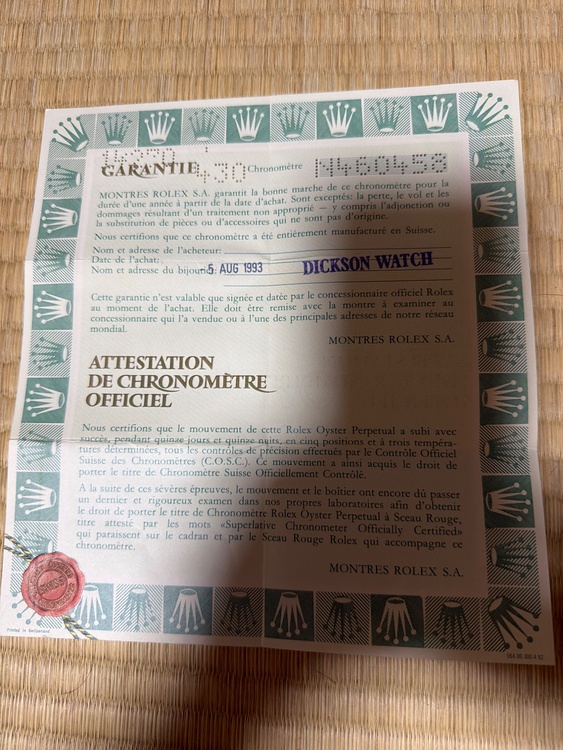 GARANTIE 430 Chronomètre N460458
MONTRES ROLEX S.A. garantit la bonne marche de ce chronomètre pour la
durée d'une année à partir de la date d'achat. Sont exceptés: la perte, le vol et les
dommages résultant d'un traitement non approprié – y compris l'adjonction ou
la substitution de pièces ou d'accessoires qui ne sont pas d'origine.
Nous certifions que ce chronomètre a été entièrement manufacturé en Suisse.
Nom et adresse de l'acheteur:
Date de l'achat:
Nom et adresse du bijou 5. AUG 1993 DICKSON WATCH
Cette garantie n'est valable que signée et datée par le concessionnaire officiel Rolex
au moment de l'achat. Elle doit être remise avec la montre à examiner au
concessionnaire qui l'a vendue ou à l'une des principales adresses de notre réseau
mondial.
MONTRES ROLEX S.A.
ATTESTATION
DE CHRONOMÈTRE
OFFICIEL
Nous certifions que le mouvement de cette Rolex Oyster Perpetual a subi avec
succès, pendant quinze jours et quinze nuits, en cinq positions et à trois tempéra-
tures déterminées, tous les contrôles de précision effectués par le Contrôle Officiel
Suisse des Chronomètres (C.O.S.C.). Ce mouvement a ainsi acquis le droit de
porter le titre de Chronomètre Suisse Officiellement Contrôlé.
A la suite de ces sévères épreuves, le mouvement et le boîtier ont encore dû passer
un dernier et rigoureux examen dans nos propres laboratoires afin d'obtenir
le droit de porter le titre de Chronomètre Rolex Oyster Perpetual à Sceau Rouge,
titre attesté par les mots «Superlative Chronometer Officially Certified»
qui paraissent sur le cadran et par le Sceau Rouge Rolex qui accompagne ce
chronomètre.
MONTRES ROLEX S.A.
Printed in Switzerland